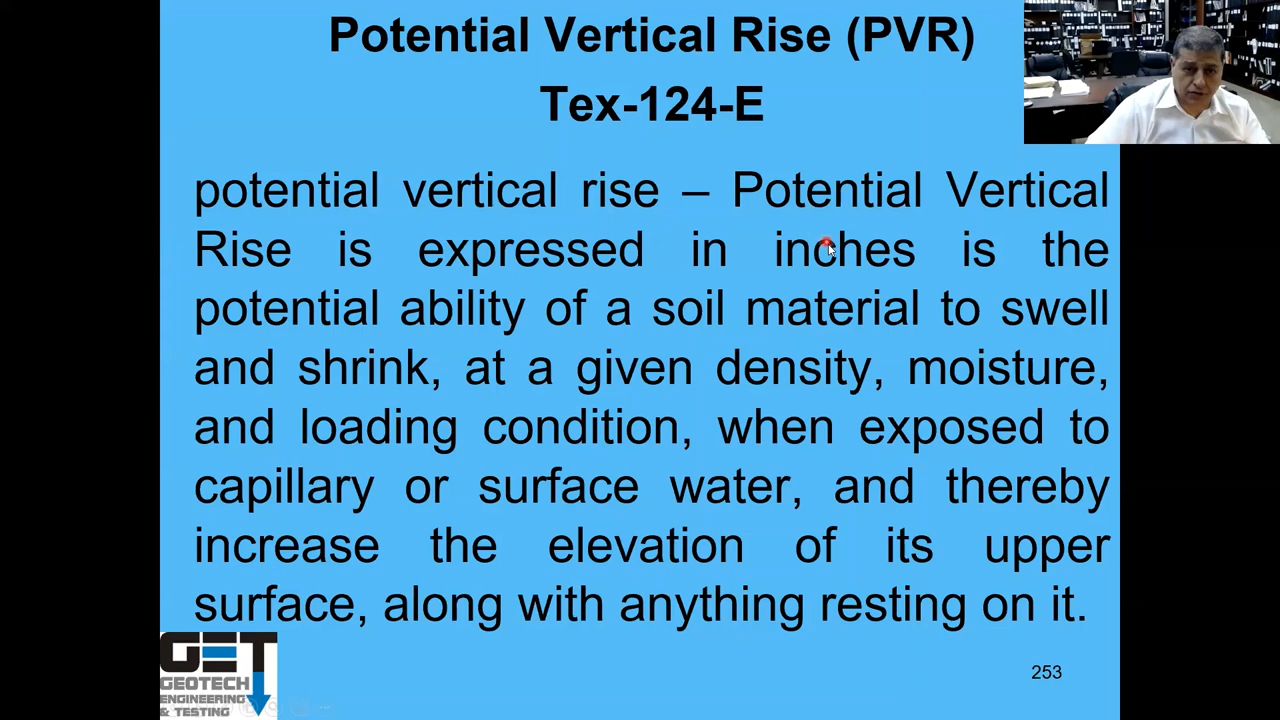 Potential Vertical Rise (PVR)
Tex-124-E
potential vertical rise – Potential Vertical
Rise is expressed in inches is the
potential ability of a soil material to swell
and shrink, at a given density, moisture,
and loading condition, when exposed to
capillary or surface water, and thereby
increase the elevation of its upper
surface, along with anything resting on it.
GET
GEOTECH
ENGINEERING
& TESTING
253